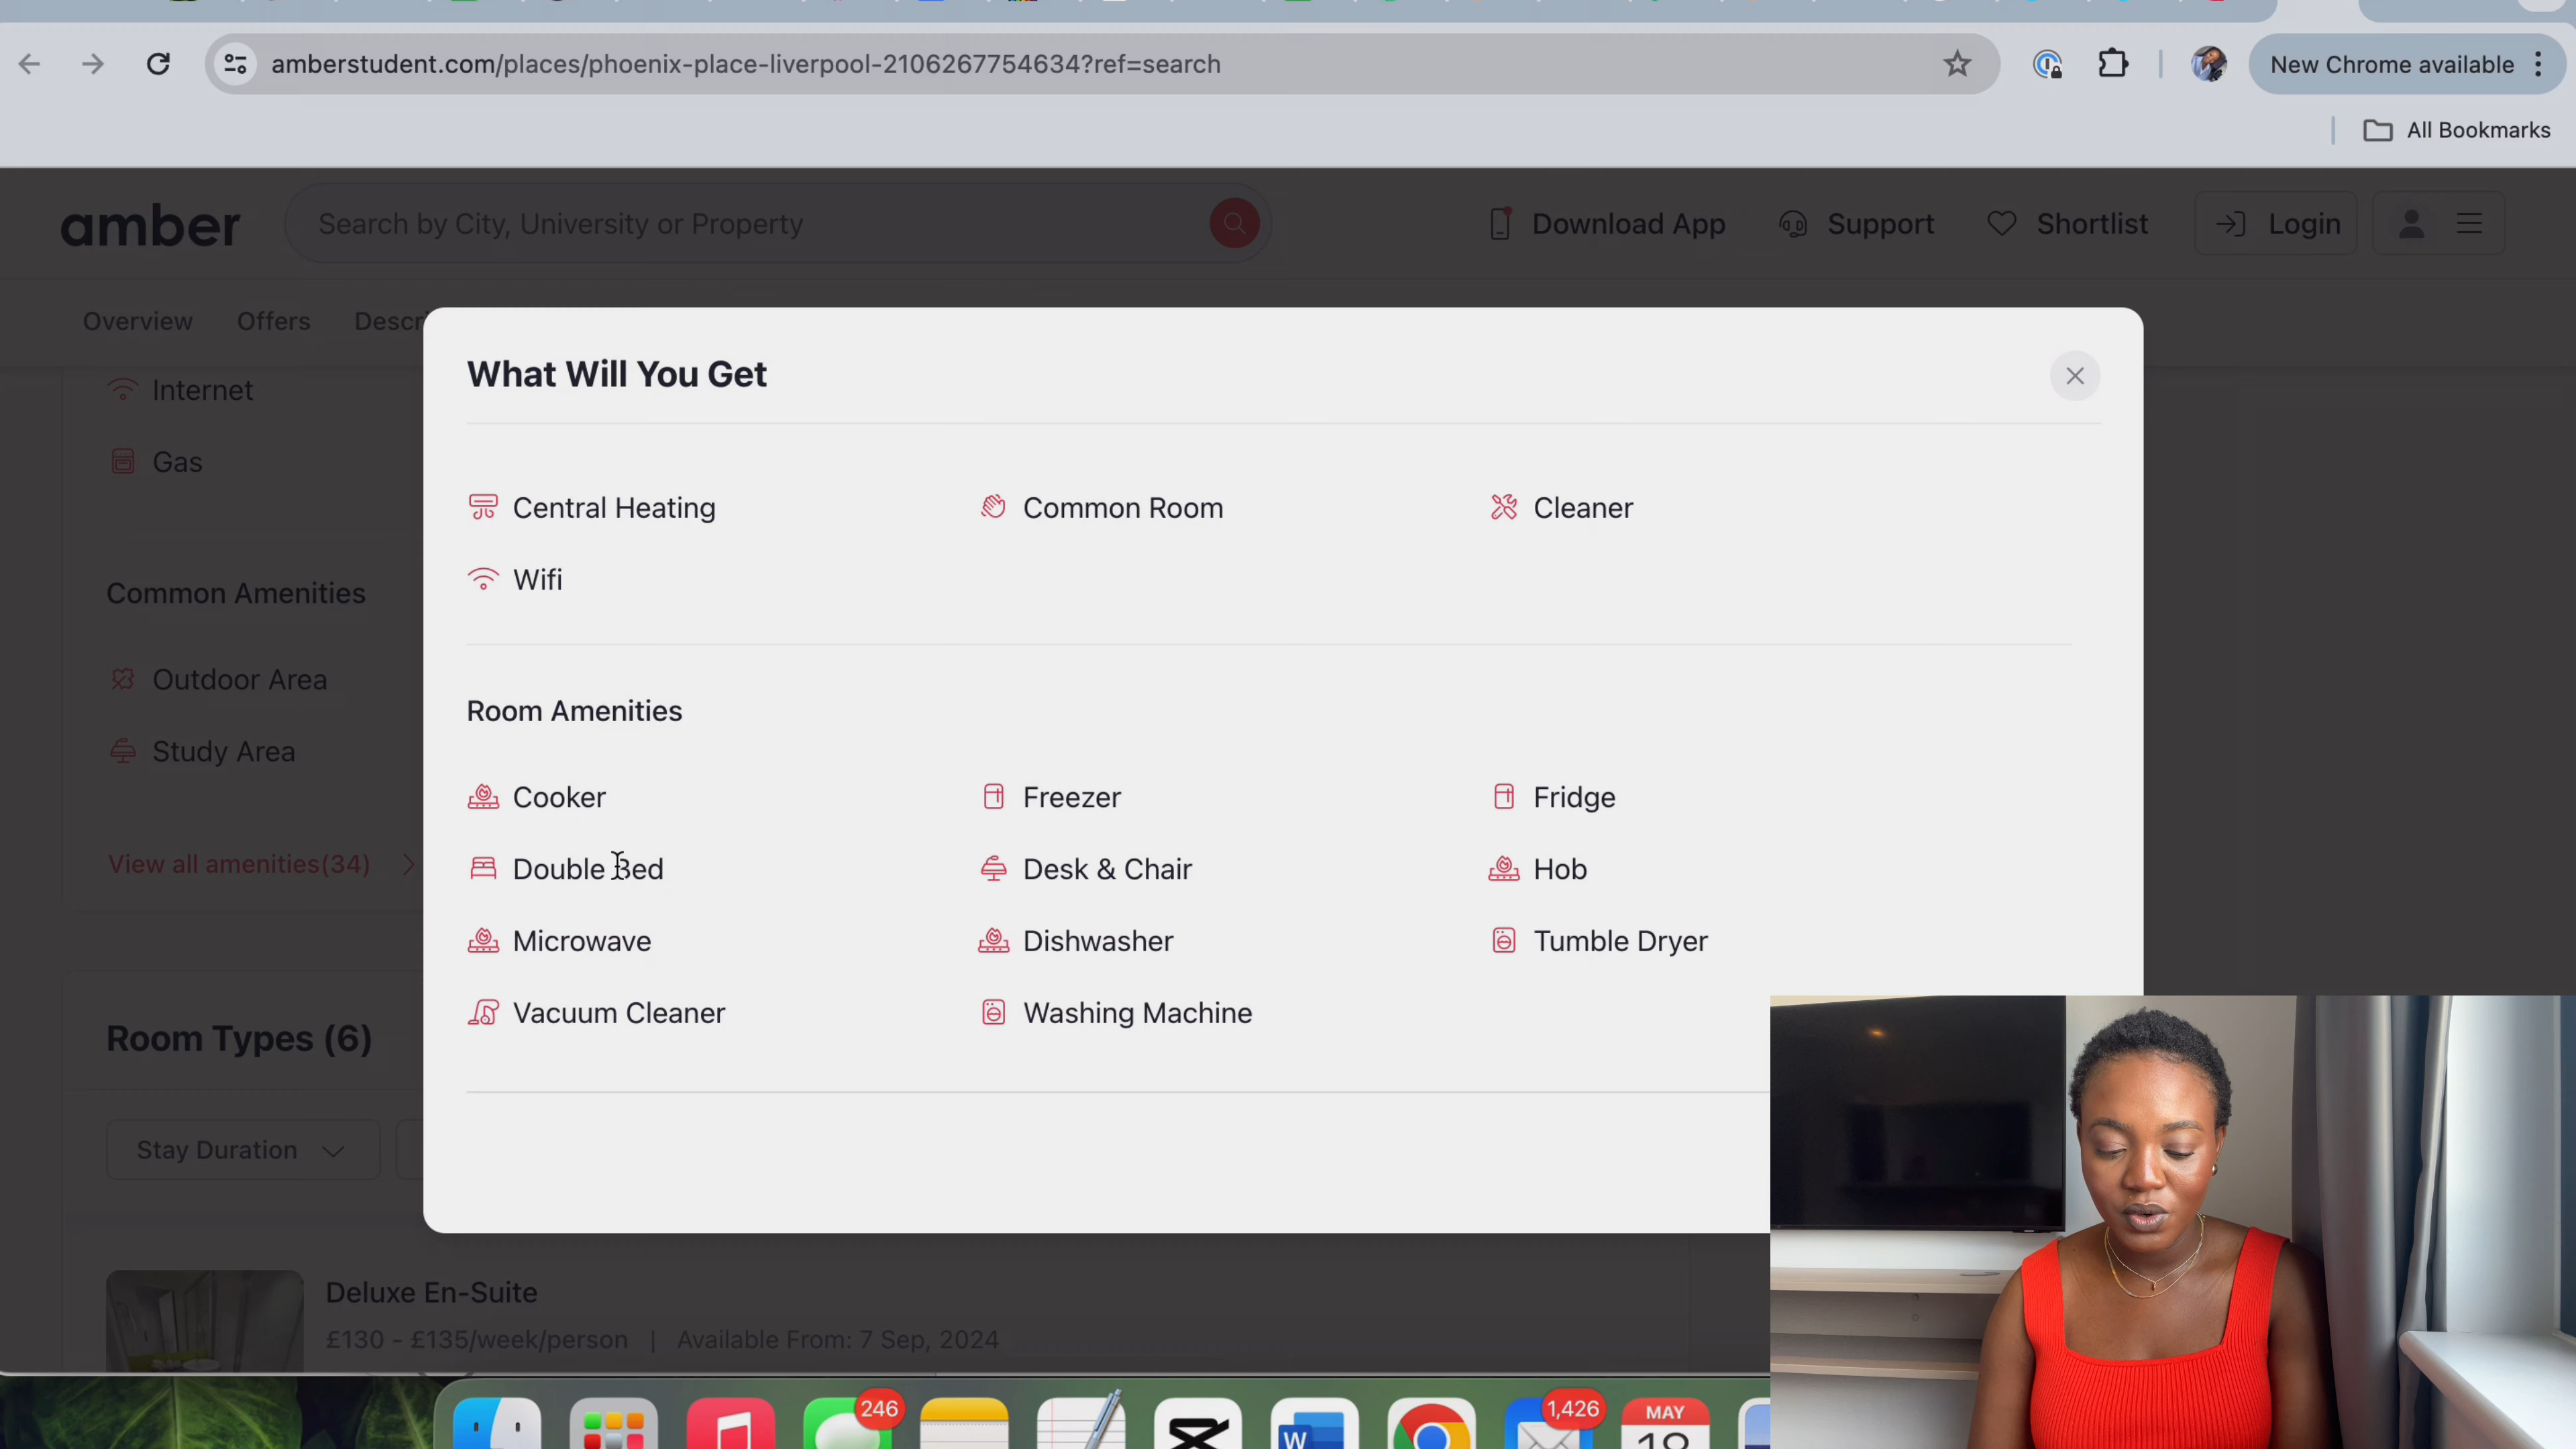 amberstudent.com/places/phoenix-place-liverpool-2106267754634?ref=search
New Chrome available
All Bookmarks
amber
Search by City, University or Property
Download App
Support
Shortlist
Login
Overview
Offers
Descri
What Will You Get
Internet
Gas
Central Heating
Common Room
Cleaner
Wifi
Common Amenities
Outdoor Area
Study Area
View all amenities(34)
Room Amenities
Cooker
Freezer
Fridge
Double Bed
Desk & Chair
Hob
Microwave
Dishwasher
Tumble Dryer
Vacuum Cleaner
Washing Machine
Room Types (6)
Stay Duration
Deluxe En-Suite
£130 - £135/week/person | Available From: 7 Sep, 2024
246
1,426
MAY
W